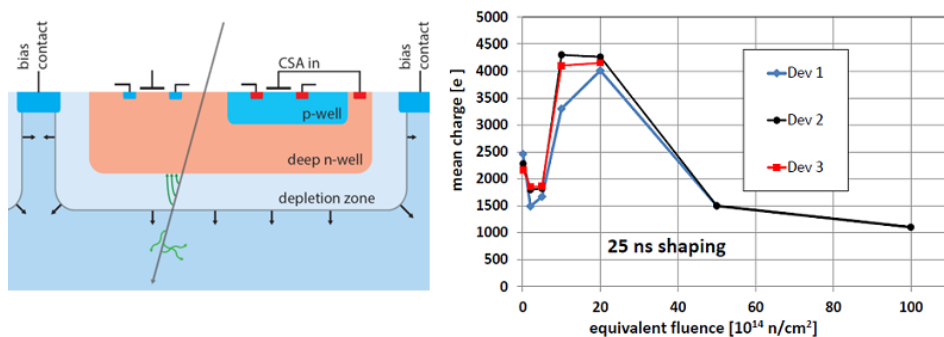 bias
contact
CSA in
bias
contact
p-well
deep n-well
depletion zone
mean charge [e]
5000
4500
4000
3500
3000
2500
2000
1500
1000
500
0
Dev 1
Dev 2
Dev 3
25 ns shaping
0 20 40 60 80 100
equivalent fluence [10¹⁴ n/cm²]